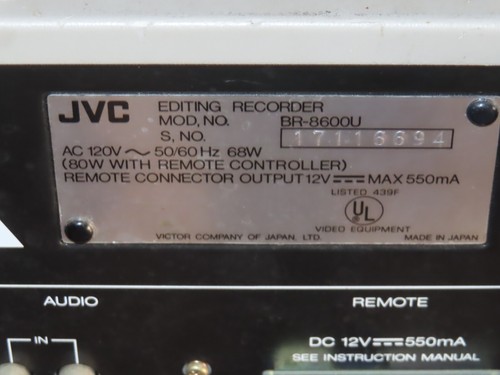 JVC EDITING RECORDER
MOD, NO. BR-8600U
S, NO. 17116694
AC 120V ～ 50/60 Hz 68W
(80W WITH REMOTE CONTROLLER)
REMOTE CONNECTOR OUTPUT 12V ⎓ MAX 550mA
LISTED 439F
UL
VIDEO EQUIPMENT
VICTOR COMPANY OF JAPAN, LTD. MADE IN JAPAN
AUDIO REMOTE
IN DC 12V ⎓ 550mA
SEE INSTRUCTION MANUAL